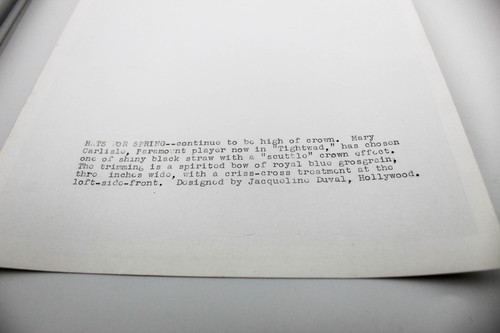 HATS FOR SPRING--continue to be high of crown. Mary
Carlisle, Paramount player now in "Tightwad," has chosen
one of shiny black straw with a "scuttle" crown effect.
The trimming is a spirited bow of royal blue grosgrain,
three inches wide, with a criss-cross treatment at the
left-side-front. Designed by Jacqueline Duval, Hollywood.